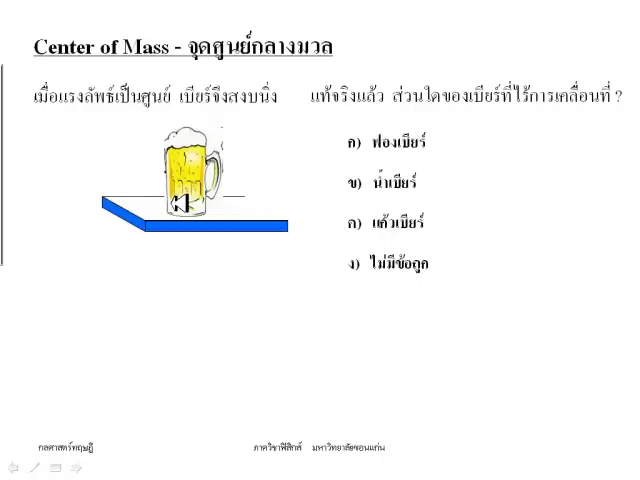 Center of Mass - จุดศูนย์กลางมวล
เมื่อแรงลัพธ์เป็นศูนย์ เบียร์จึงสงบนิ่ง
แท้จริงแล้ว ส่วนใดของเบียร์ที่ไร้การเคลื่อนที่ ?
ก) ฟองเบียร์
ข) น้ำเบียร์
ค) แก้วเบียร์
ง) ไม่มีข้อถูก
กลศาสตร์ทฤษฎี
ภาควิชาฟิสิกส์ มหาวิทยาลัยขอนแก่น